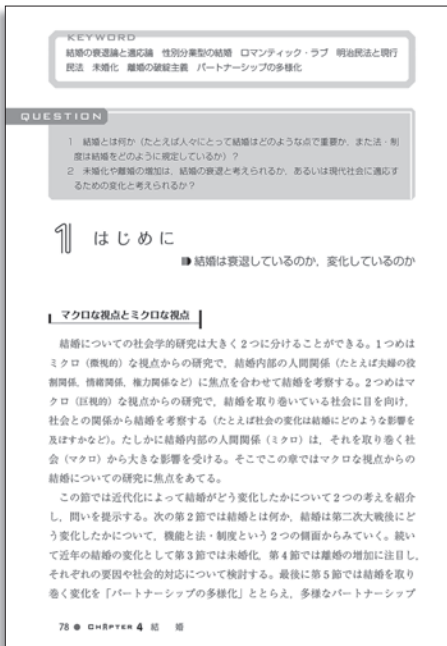 KEYWORD
結婚の衰退論と適応論　性別分業型の結婚　ロマンティック・ラブ　明治民法と現行
民法　未婚化　離婚の破綻主義　パートナーシップの多様化
QUESTION
1　結婚とは何か（たとえば人々にとって結婚はどのような点で重要か，また法・制
度は結婚をどのように規定しているか）？
2　未婚化や離婚の増加は，結婚の衰退と考えられるか，あるいは現代社会に適応す
るための変化と考えられるか？
1　はじめに
結婚は衰退しているのか，変化しているのか
マクロな視点とミクロな視点
結婚についての社会学的研究は大きく2つに分けることができる。1つめは
ミクロ（微視的）な視点からの研究で，結婚内部の人間関係（たとえば夫婦の役
割関係，情緒関係，権力関係など）に焦点を合わせて結婚を考察する。2つめはマ
クロ（巨視的）な視点からの研究で，結婚を取り巻いている社会に目を向け，
社会との関係から結婚を考察する（たとえば社会の変化は結婚にどのような影響を
及ぼすかなど）。たしかに結婚内部の人間関係（ミクロ）は，それを取り巻く社
会（マクロ）から大きな影響を受ける。そこでこの章ではマクロな視点からの
結婚についての研究に焦点をあてる。
この節では近代化によって結婚がどう変化したかについて2つの考えを紹介
し，問いを提示する。次の第2節では結婚とは何か，結婚は第二次大戦後にど
う変化したかについて，機能と法・制度という2つの側面からみていく。続い
て近年の結婚の変化として第3節では未婚化，第4節では離婚の増加に注目し，
それぞれの要因や社会的対応について検討する。最後に第5節では結婚を取り
巻く変化を「パートナーシップの多様化」ととらえ，多様なパートナーシップ
78 ● CHAPTER 4 結　婚